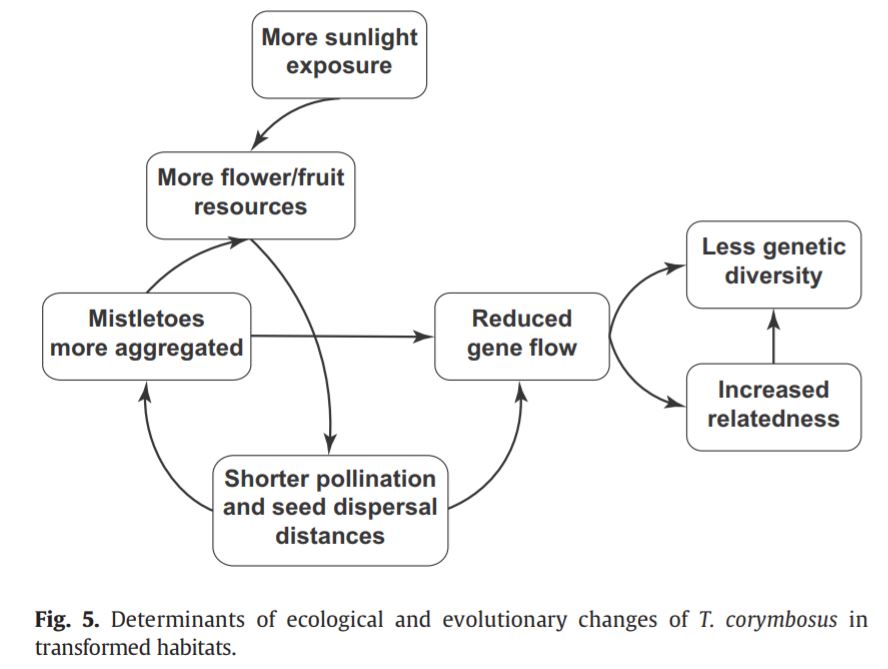 More sunlight
exposure
More flower/fruit
resources
Mistletoes
more aggregated
Reduced
gene flow
Less genetic
diversity
Increased
relatedness
Shorter pollination
and seed dispersal
distances
Fig. 5. Determinants of ecological and evolutionary changes of T. corymbosus in
transformed habitats.